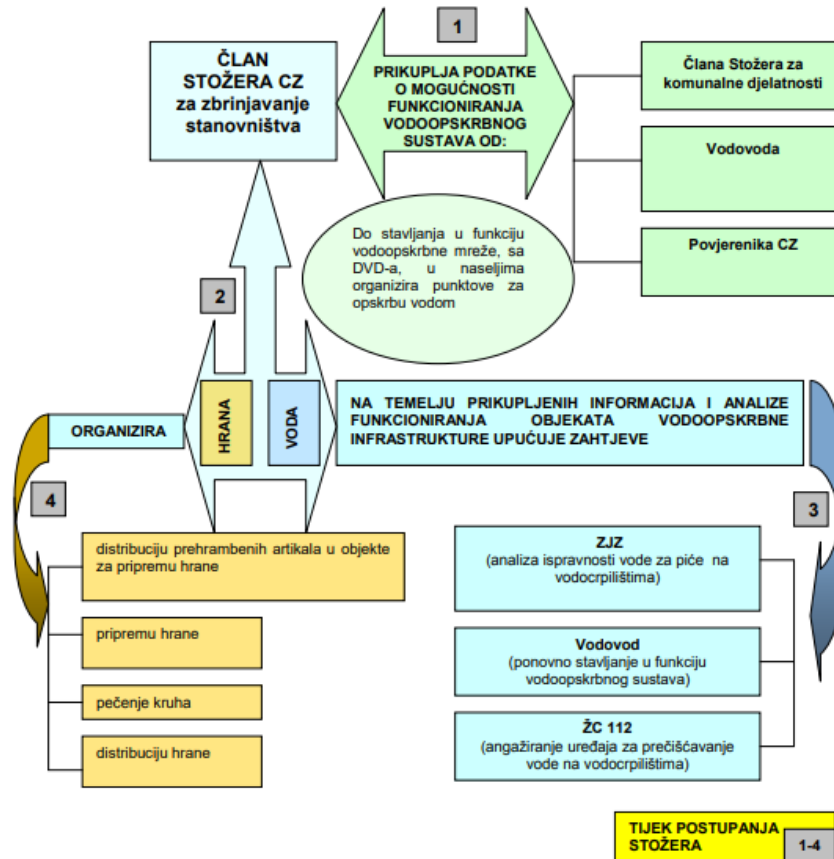 1
ČLAN
STOŽERA CZ
za zbrinjavanje
stanovništva
PRIKUPLJA PODATKE
O MOGUĆNOSTI
FUNKCIONIRANJA
VODOOPSKRBNOG
SUSTAVA OD:
Člana Stožera za
komunalne djelatnosti
Vodovoda
Povjerenika CZ
Do stavljanja u funkciju
vodoopskrbne mreže, sa
DVD-a, u naseljima
organizira punktove za
opskrbu vodom
2
HRANA
VODA
ORGANIZIRA
NA TEMELJU PRIKUPLJENIH INFORMACIJA I ANALIZE
FUNKCIONIRANJA OBJEKATA VODOOPSKRBNE
INFRASTRUKTURE UPUĆUJE ZAHTJEVE
4
3
distribuciju prehrambenih artikala u objekte
za pripremu hrane
pripremu hrane
pečenje kruha
distribuciju hrane
ZJZ
(analiza ispravnosti vode za piće na
vodocrpilištima)
Vodovod
(ponovno stavljanje u funkciju
vodoopskrbnog sustava)
ŽC 112
(angažiranje uređaja za prečišćavanje
vode na vodocrpilištima)
TIJEK POSTUPANJA
STOŽERA
1-4